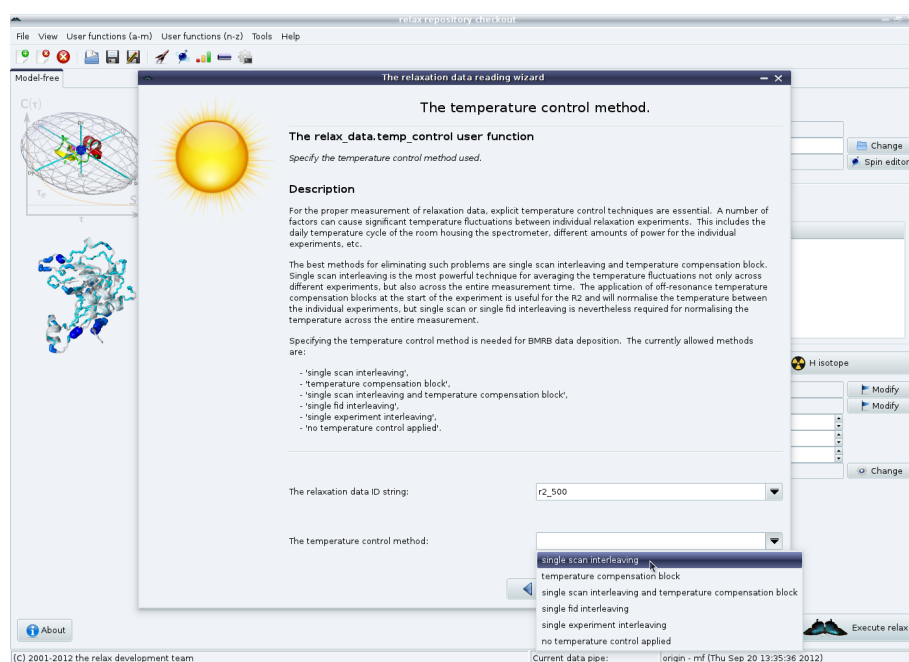 relax repository checkout
File View User functions (a-m) User functions (n-z) Tools Help
Model-free
The relaxation data reading wizard
C(τ)
τe
S
τ
The temperature control method.
The relax_data.temp_control user function
Specify the temperature control method used.
Description
For the proper measurement of relaxation data, explicit temperature control techniques are essential. A number of
factors can cause significant temperature fluctuations between individual relaxation experiments. This includes the
daily temperature cycle of the room housing the spectrometer, different amounts of power for the individual
experiments, etc.
The best methods for eliminating such problems are single scan interleaving and temperature compensation block.
Single scan interleaving is the most powerful technique for averaging the temperature fluctuations not only across
different experiments, but also across the entire measurement time. The application of off-resonance temperature
compensation blocks at the start of the experiment is useful for the R2 and will normalise the temperature between
the individual experiments, but single scan or single fid interleaving is nevertheless required for normalising the
temperature across the entire measurement.
Specifying the temperature control method is needed for BMRB data deposition. The currently allowed methods
are:
- 'single scan interleaving',
- 'temperature compensation block',
- 'single scan interleaving and temperature compensation block',
- 'single fid interleaving',
- 'single experiment interleaving',
- 'no temperature control applied'.
The relaxation data ID string:
r2_500
The temperature control method:
single scan interleaving
temperature compensation block
single scan interleaving and temperature compensation block
single fid interleaving
single experiment interleaving
no temperature control applied
Change
Spin editor
H isotope
Modify
Modify
Change
About
Execute relax
(C) 2001-2012 the relax development team
Current data pipe:
origin - mf (Thu Sep 20 13:35:36 2012)